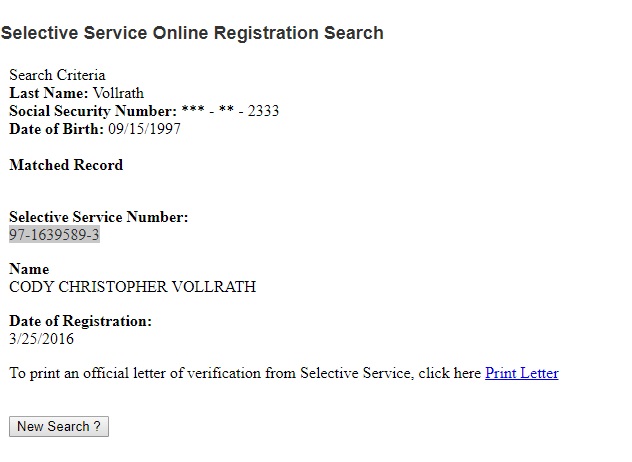 Selective Service Online Registration Search
Search Criteria
Last Name: Vollrath
Social Security Number: *** - ** - 2333
Date of Birth: 09/15/1997
Matched Record
Selective Service Number:
97-1639589-3
Name
CODY CHRISTOPHER VOLLRATH
Date of Registration:
3/25/2016
To print an official letter of verification from Selective Service, click here Print Letter
New Search ?